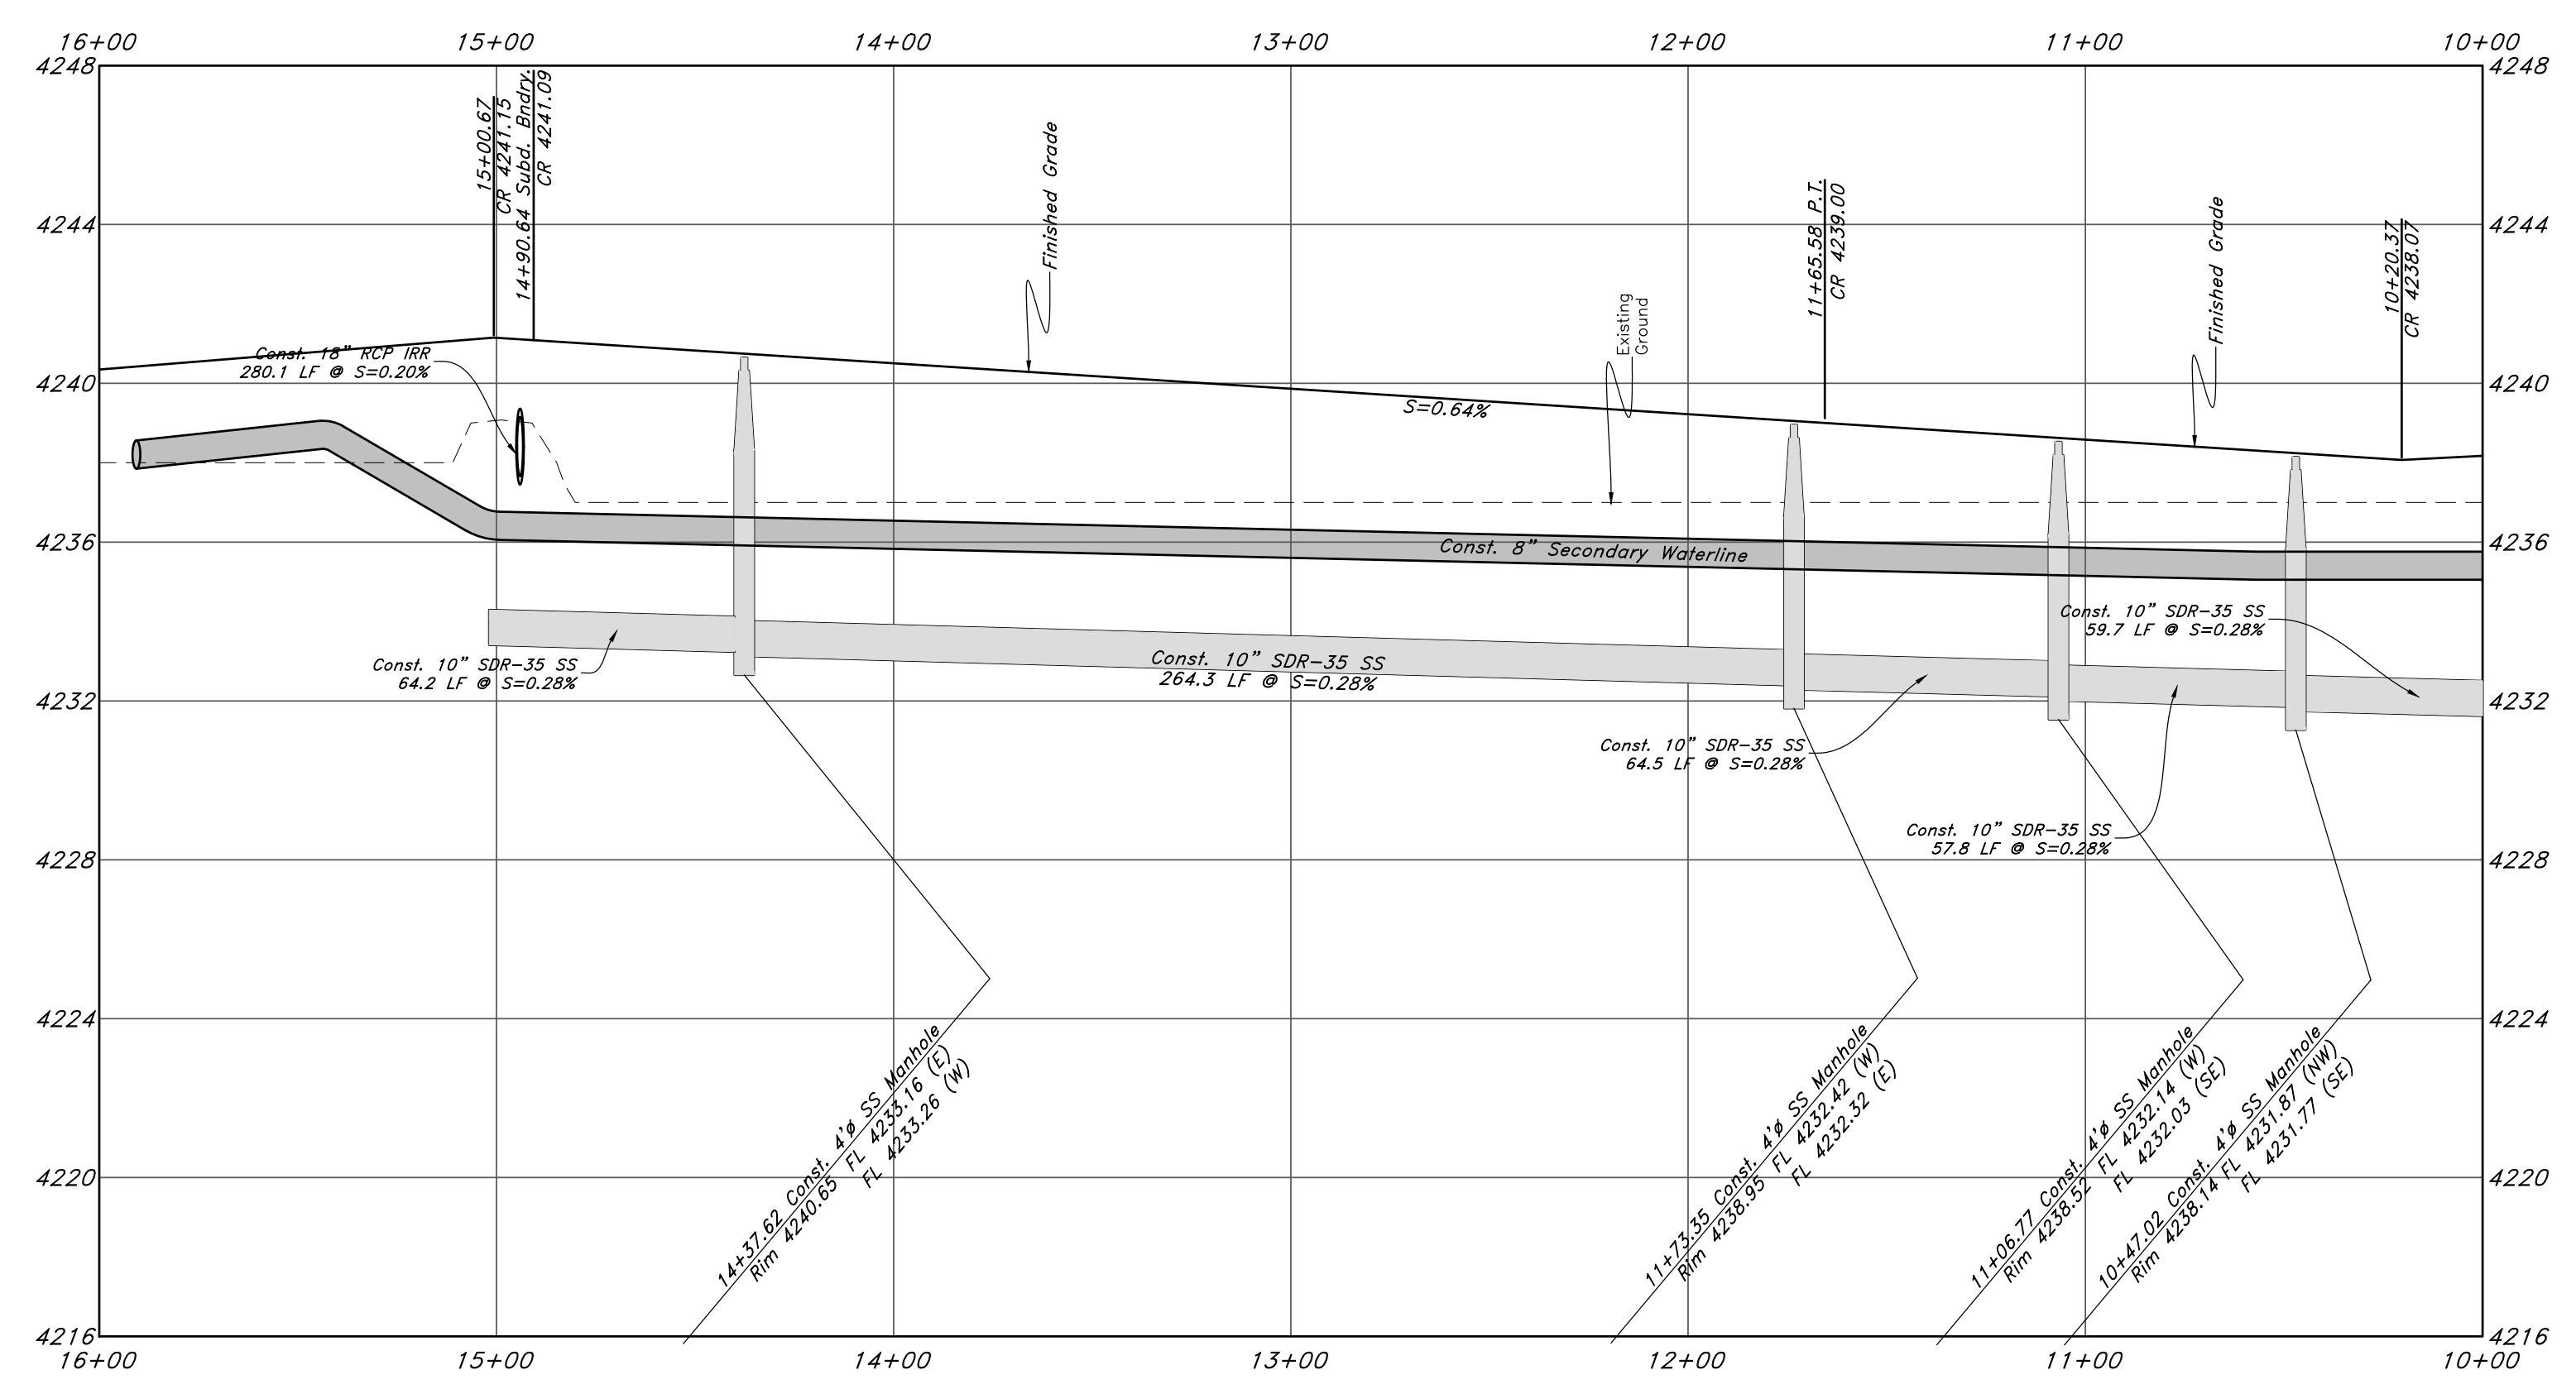 16+00
15+00
14+00
13+00
12+00
11+00
10+00
4248
4248
15+00.67
CR 4241.15
14+90.64 Subd. Bndry.
CR 4241.09
Finished Grade
11+65.58 P.T.
CR 4239.00
Finished Grade
10+20.37
CR 4238.07
4244
4244
Existing
Ground
Const. 18" RCP IRR
280.1 LF @ S=0.20%
4240
4240
S=0.64%
4236
4236
Const. 8" Secondary Waterline
Const. 10" SDR-35 SS
59.7 LF @ S=0.28%
Const. 10" SDR-35 SS
64.2 LF @ S=0.28%
Const. 10" SDR-35 SS
264.3 LF @ S=0.28%
4232
4232
Const. 10" SDR-35 SS
64.5 LF @ S=0.28%
Const. 10" SDR-35 SS
57.8 LF @ S=0.28%
4228
4228
4224
4224
14+37.62 Const. 4'ø SS Manhole
Rim 4240.65 FL 4233.16 (E)
FL 4233.26 (W)
11+73.35 Const. 4'ø SS Manhole
Rim 4238.95 FL 4232.42 (W)
FL 4232.32 (E)
11+06.77 Const. 4'ø SS Manhole
Rim 4238.52 FL 4232.14 (W)
FL 4232.03 (SE)
10+47.02 Const. 4'ø SS Manhole
Rim 4238.14 FL 4231.87 (NW)
FL 4231.77 (SE)
4220
4220
4216
4216
16+00
15+00
14+00
13+00
12+00
11+00
10+00